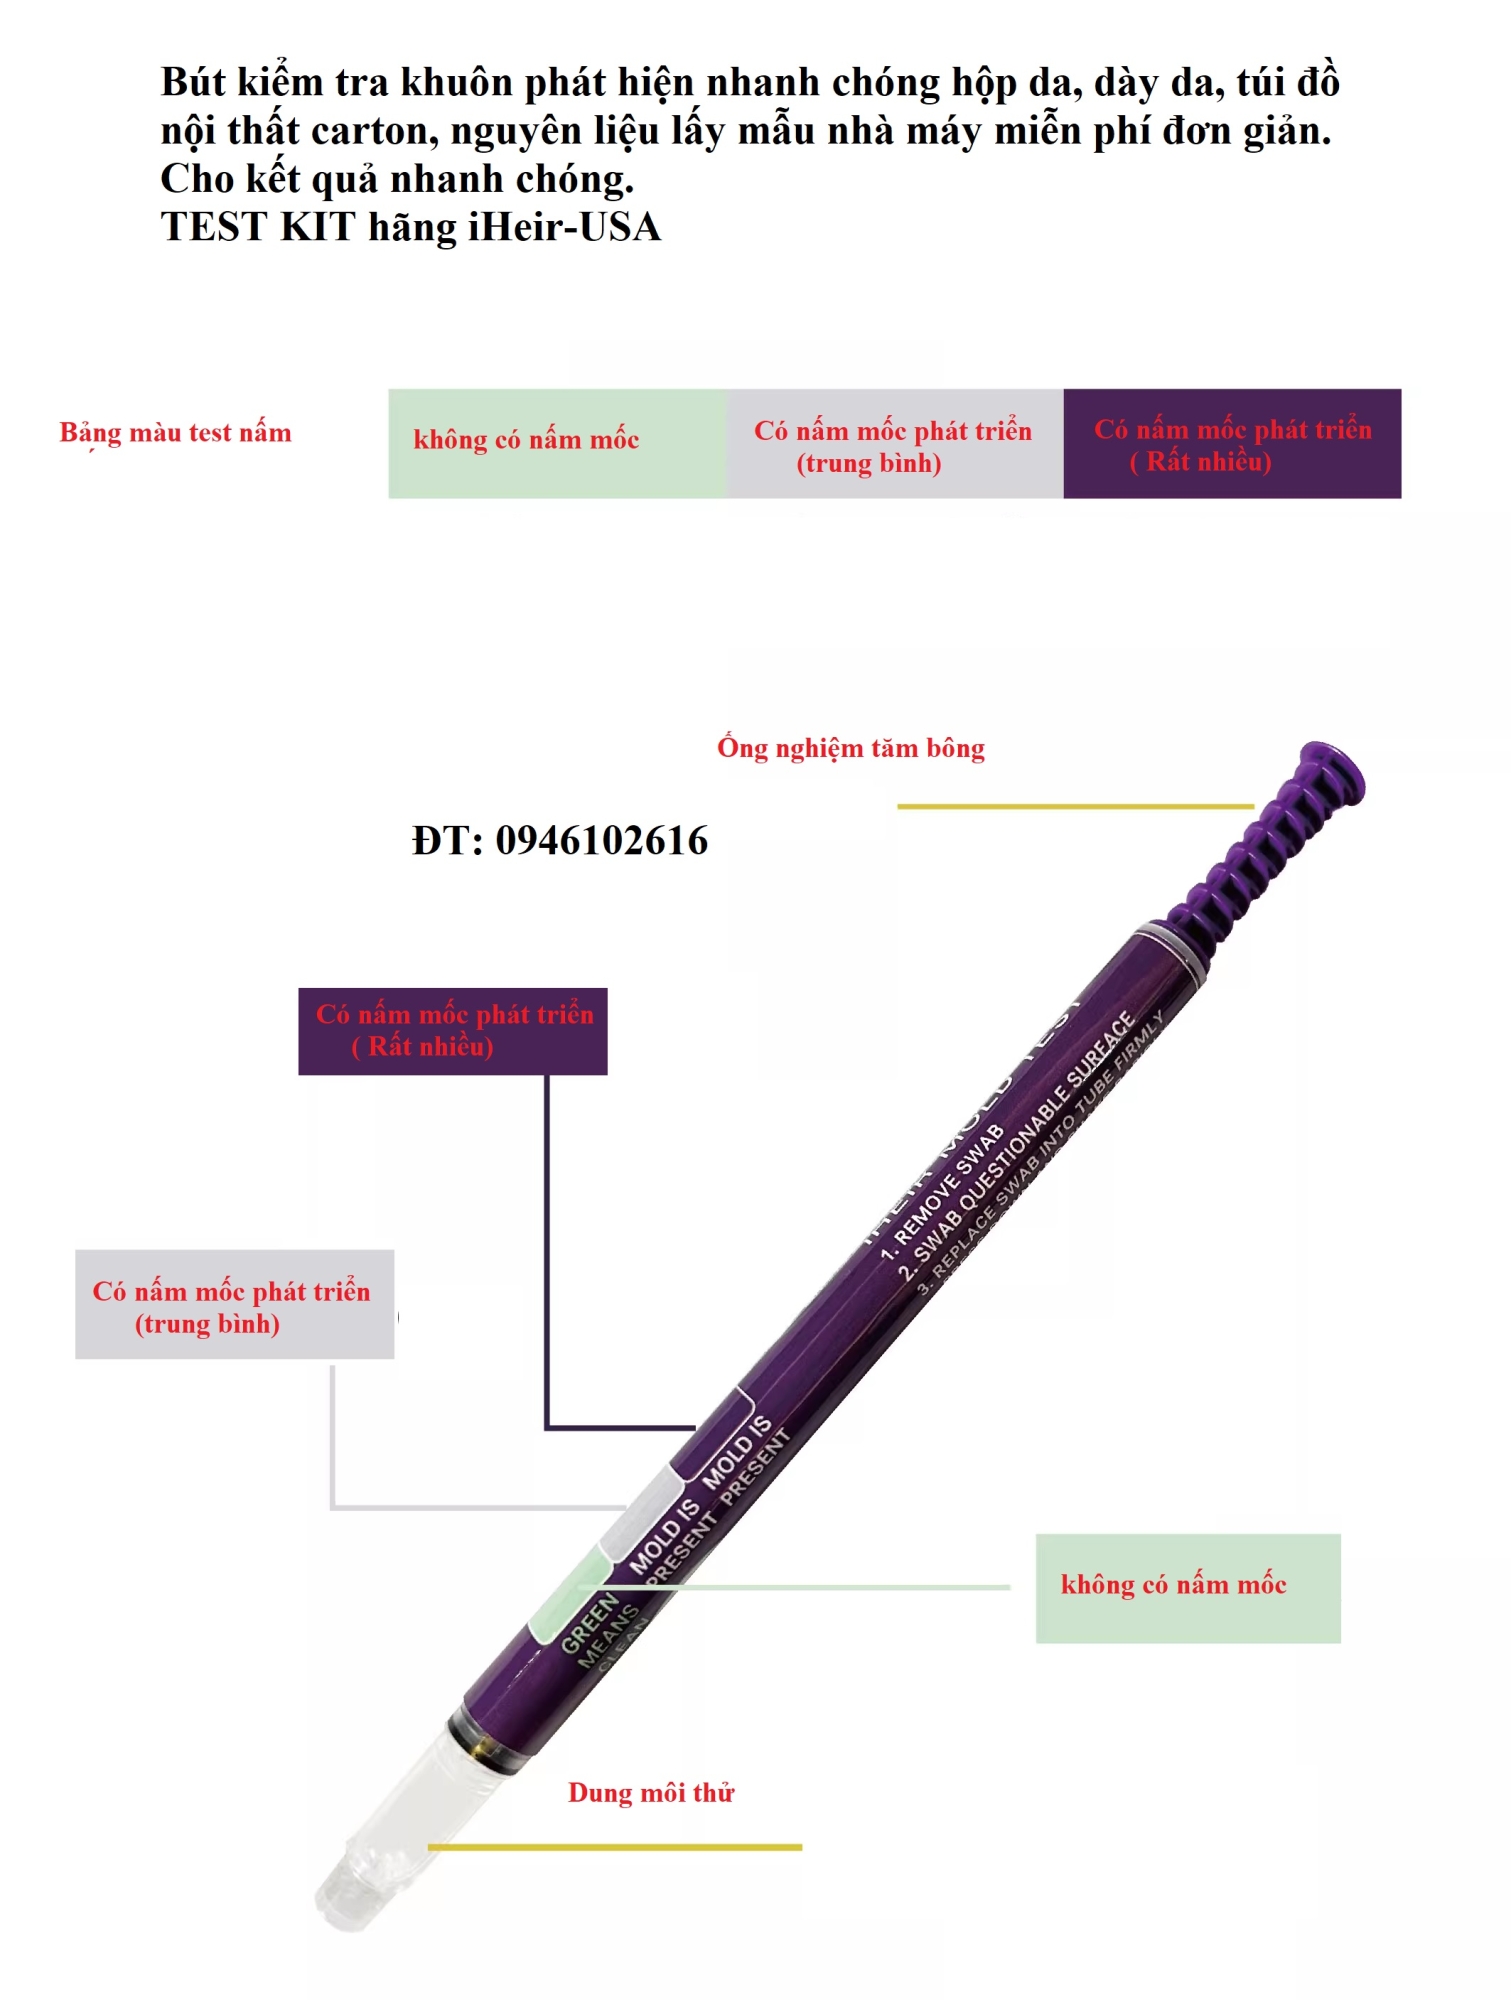 Bút kiểm tra khuôn phát hiện nhanh chóng hộp da, dày da, túi đồ
nội thất carton, nguyên liệu lấy mẫu nhà máy miễn phí đơn giản.
Cho kết quả nhanh chóng.
TEST KIT hãng iHeir-USA
Bảng màu test nấm
không có nấm mốc
Có nấm mốc phát triển
(trung bình)
Có nấm mốc phát triển
( Rất nhiều)
Ống nghiệm tăm bông
ĐT: 0946102616
Có nấm mốc phát triển
( Rất nhiều)
IHEIR MOLD TEST
1. REMOVE SWAB
2. SWAB QUESTIONABLE SURFACE
3. REPLACE SWAB INTO TUBE FIRMLY
Có nấm mốc phát triển
(trung bình)
MOLD IS
PRESENT
MOLD IS
PRESENT
GREEN
MEANS
CLEAN
không có nấm mốc
Dung môi thử